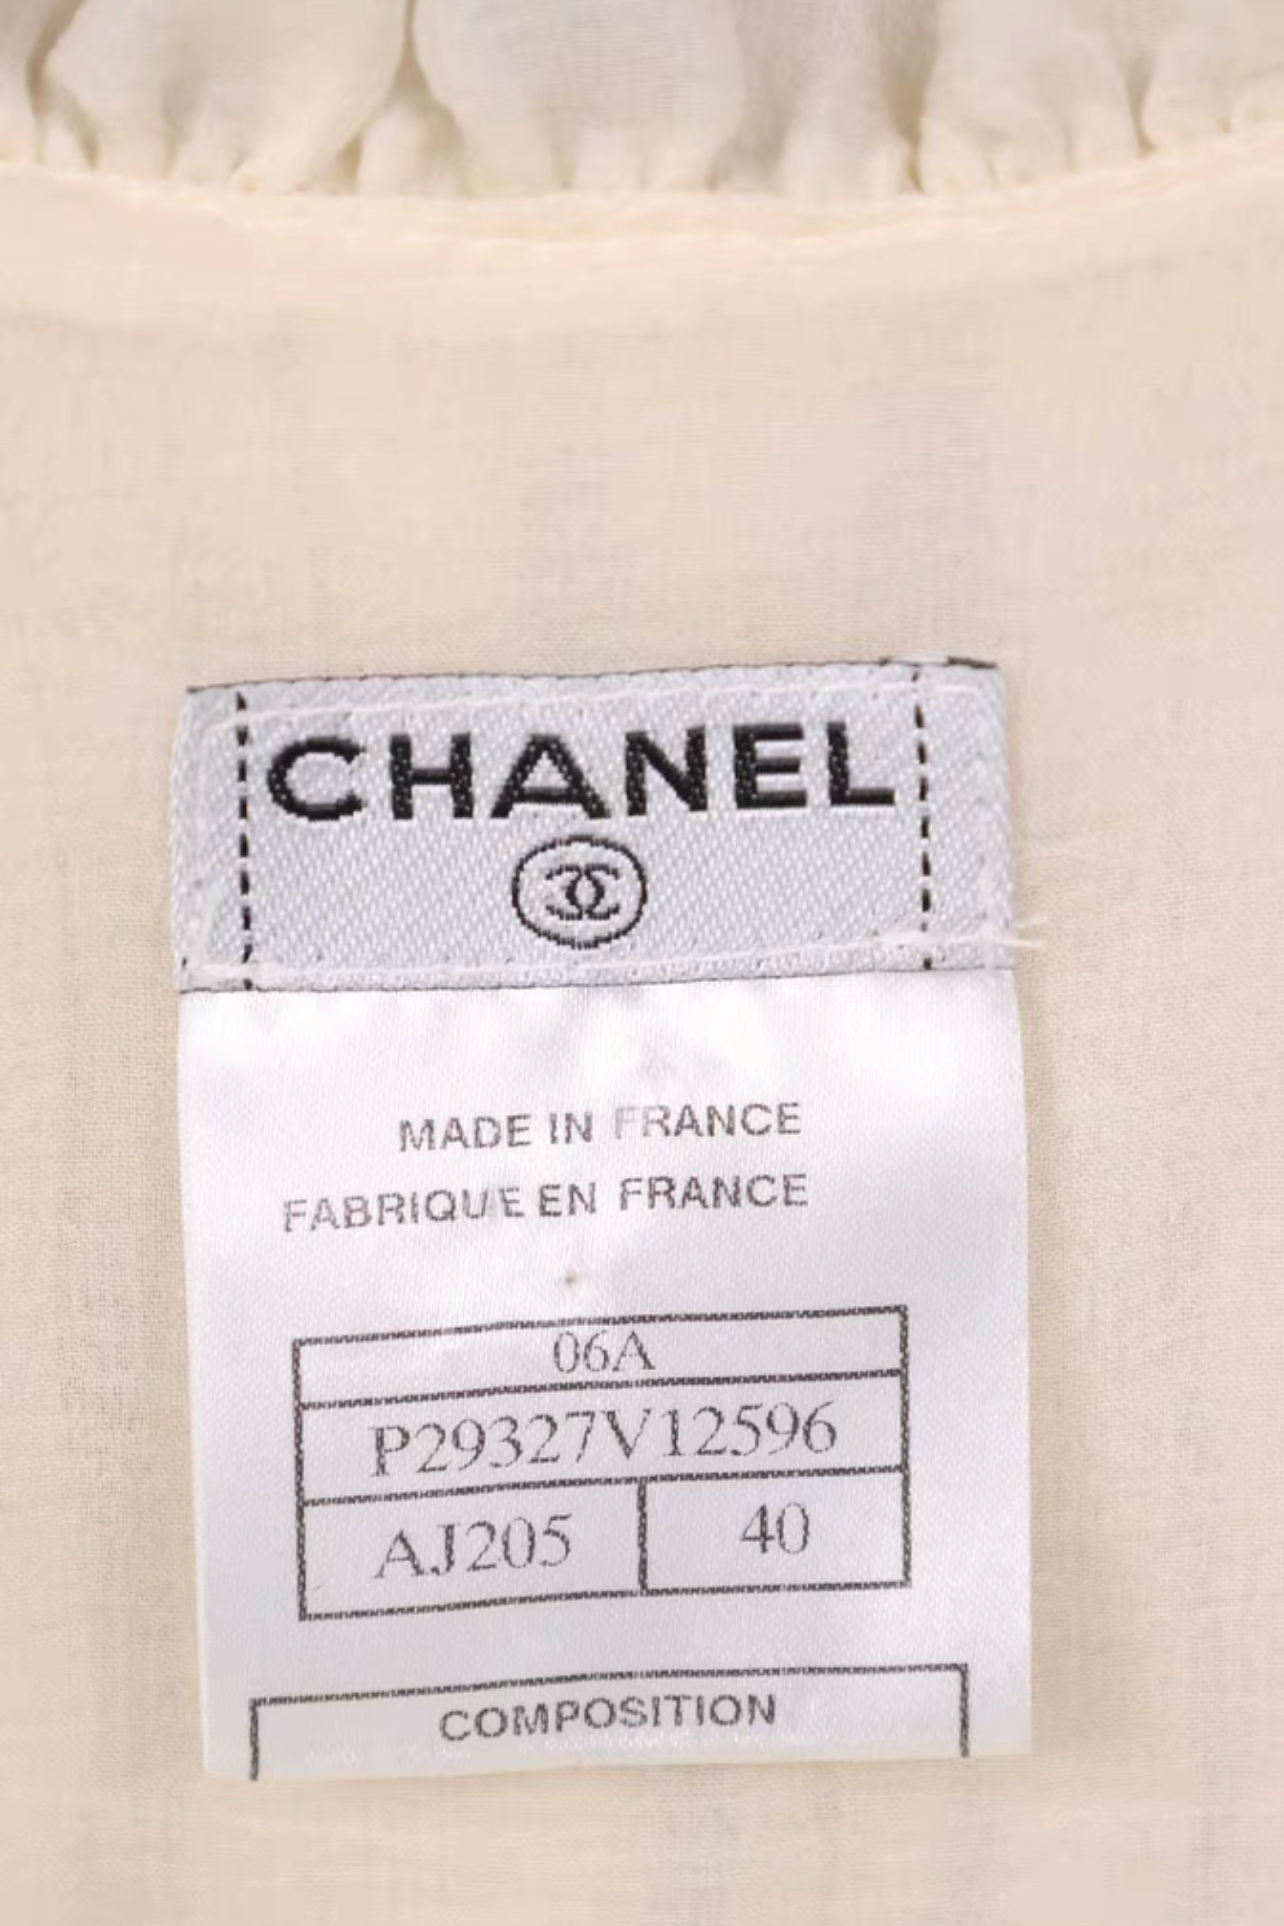 CHANEL
MADE IN FRANCE
FABRIQUE EN FRANCE
06A
P29327V12596
AJ205 40
COMPOSITION